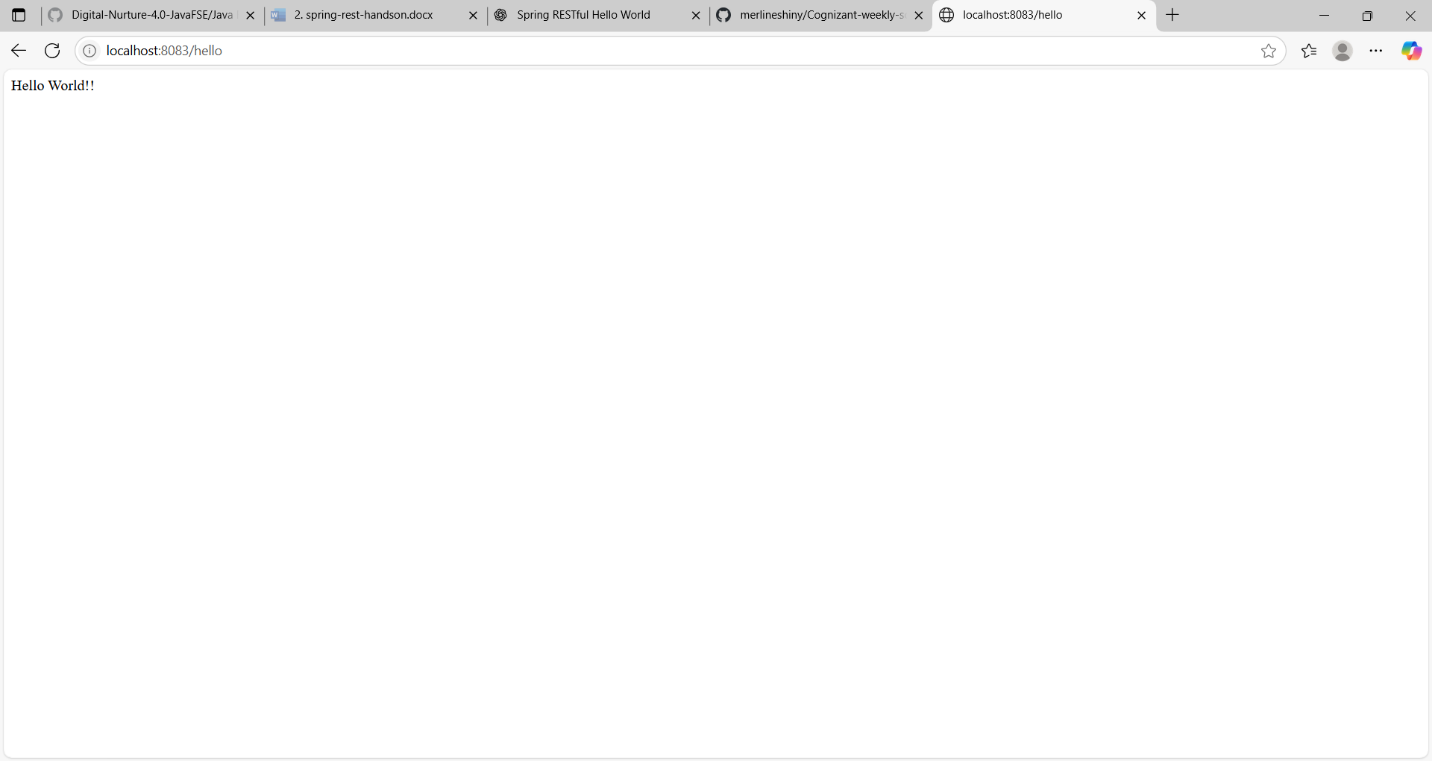 Digital-Nurture-4.0-JavaFSE/Java
2. spring-rest-handson.docx
Spring RESTful Hello World
merlineshiny/Cognizant-weekly-s
localhost:8083/hello
localhost:8083/hello
Hello World!!